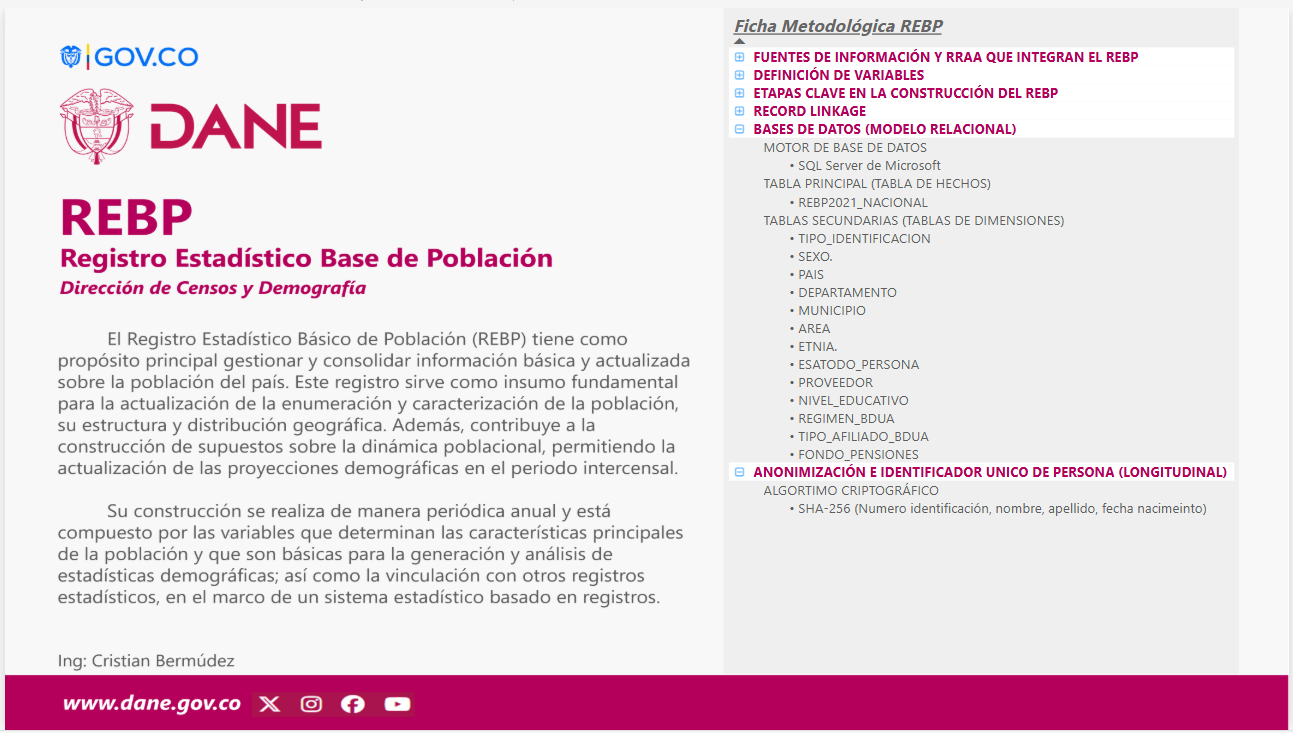 GOV.CO
DANE
REBP
Registro Estadístico Base de Población
Dirección de Censos y Demografía
El Registro Estadístico Básico de Población (REBP) tiene como
propósito principal gestionar y consolidar información básica y actualizada
sobre la población del país. Este registro sirve como insumo fundamental
para la actualización de la enumeración y caracterización de la población,
su estructura y distribución geográfica. Además, contribuye a la
construcción de supuestos sobre la dinámica poblacional, permitiendo la
actualización de las proyecciones demográficas en el periodo intercensal.
Su construcción se realiza de manera periódica anual y está
compuesto por las variables que determinan las características principales
de la población y que son básicas para la generación y análisis de
estadísticas demográficas; así como la vinculación con otros registros
estadísticos, en el marco de un sistema estadístico basado en registros.
Ing: Cristian Bermúdez
www.dane.gov.co
Ficha Metodológica REBP
FUENTES DE INFORMACIÓN Y RRAA QUE INTEGRAN EL REBP
DEFINICIÓN DE VARIABLES
ETAPAS CLAVE EN LA CONSTRUCCIÓN DEL REBP
RECORD LINKAGE
BASES DE DATOS (MODELO RELACIONAL)
MOTOR DE BASE DE DATOS
• SQL Server de Microsoft
TABLA PRINCIPAL (TABLA DE HECHOS)
• REBP2021_NACIONAL
TABLAS SECUNDARIAS (TABLAS DE DIMENSIONES)
• TIPO_IDENTIFICACION
• SEXO.
• PAIS
• DEPARTAMENTO
• MUNICIPIO
• AREA
• ETNIA.
• ESATODO_PERSONA
• PROVEEDOR
• NIVEL_EDUCATIVO
• REGIMEN_BDUA
• TIPO_AFILIADO_BDUA
• FONDO_PENSIONES
ANONIMIZACIÓN E IDENTIFICADOR UNICO DE PERSONA (LONGITUDINAL)
ALGORTIMO CRIPTOGRÁFICO
• SHA-256 (Numero identificación, nombre, apellido, fecha nacimeinto)